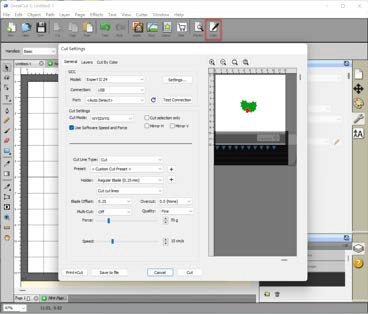 GreatCut 5: Untitled 1
File Edit Object Path Layer Page Effects Text View Cutter Window Help
Handles: Basic
Untitled 1
Cut Settings
General Layers Cut By Color
GCC
Model: Expert II 24
Settings...
Connection: USB
Port: <Auto Detect>
Test Connection
Cut Settings
Cut Mode: WYSIWYG
Cut selection only
Use Software Speed and Force
Mirror H Mirror V
Cut Line Type: Cut
Preset: < Custom Cut Preset >
Holder: Regular Blade (0.25 mm)
Cut cut lines
Blade Offset: 0.25
Overcut: 0.0 (None)
Multi-Cut: Off
Quality: Fine
Force:
70 g
Speed:
10 cm/s
Print+Cut
Save to file
Cancel
Cut
Page 1
47%